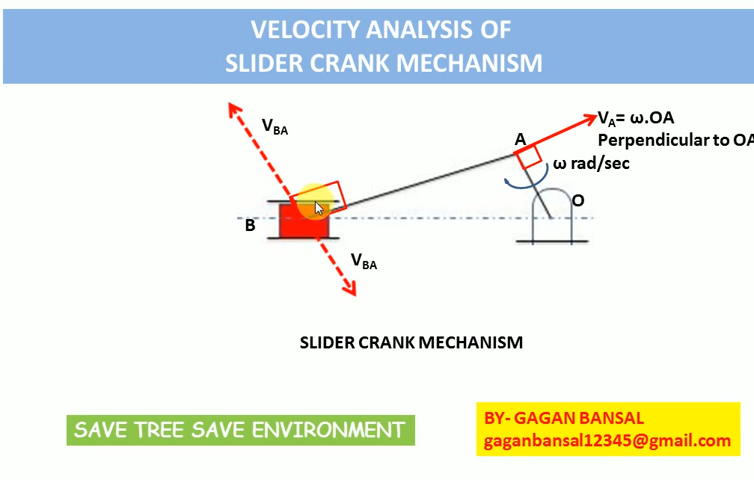 VELOCITY ANALYSIS OF
SLIDER CRANK MECHANISM
VBA
VA= ω.OA
Perpendicular to OA
A
ω rad/sec
O
B
VBA
SLIDER CRANK MECHANISM
SAVE TREE SAVE ENVIRONMENT
BY- GAGAN BANSAL
gaganbansal12345@gmail.com